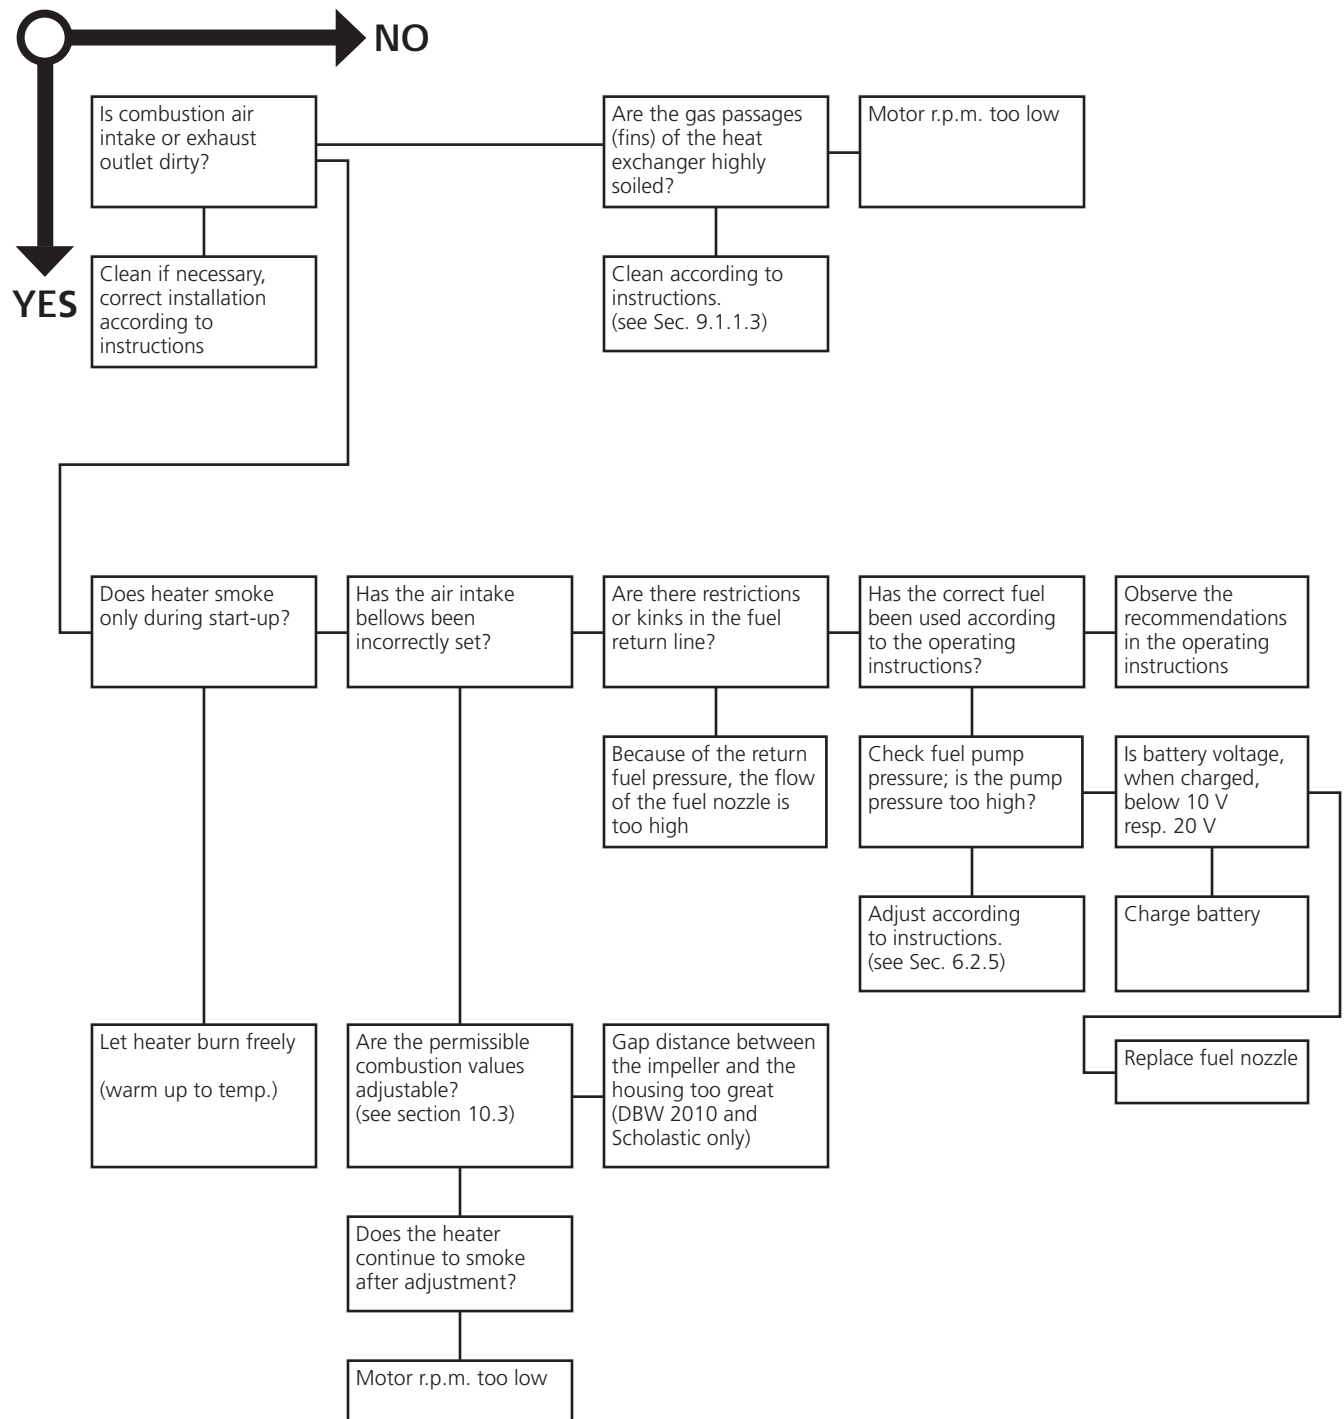 NO
YES
Is combustion air
intake or exhaust
outlet dirty?
Are the gas passages
(fins) of the heat
exchanger highly
soiled?
Motor r.p.m. too low
Clean if necessary,
correct installation
according to
instructions
Clean according to
instructions.
(see Sec. 9.1.1.3)
Does heater smoke
only during start-up?
Has the air intake
bellows been
incorrectly set?
Are there restrictions
or kinks in the fuel
return line?
Has the correct fuel
been used according
to the operating
instructions?
Observe the
recommendations
in the operating
instructions
Because of the return
fuel pressure, the flow
of the fuel nozzle is
too high
Check fuel pump
pressure; is the pump
pressure too high?
Is battery voltage,
when charged,
below 10 V
resp. 20 V
Adjust according
to instructions.
(see Sec. 6.2.5)
Charge battery
Let heater burn freely
(warm up to temp.)
Are the permissible
combustion values
adjustable?
(see section 10.3)
Gap distance between
the impeller and the
housing too great
(DBW 2010 and
Scholastic only)
Replace fuel nozzle
Does the heater
continue to smoke
after adjustment?
Motor r.p.m. too low